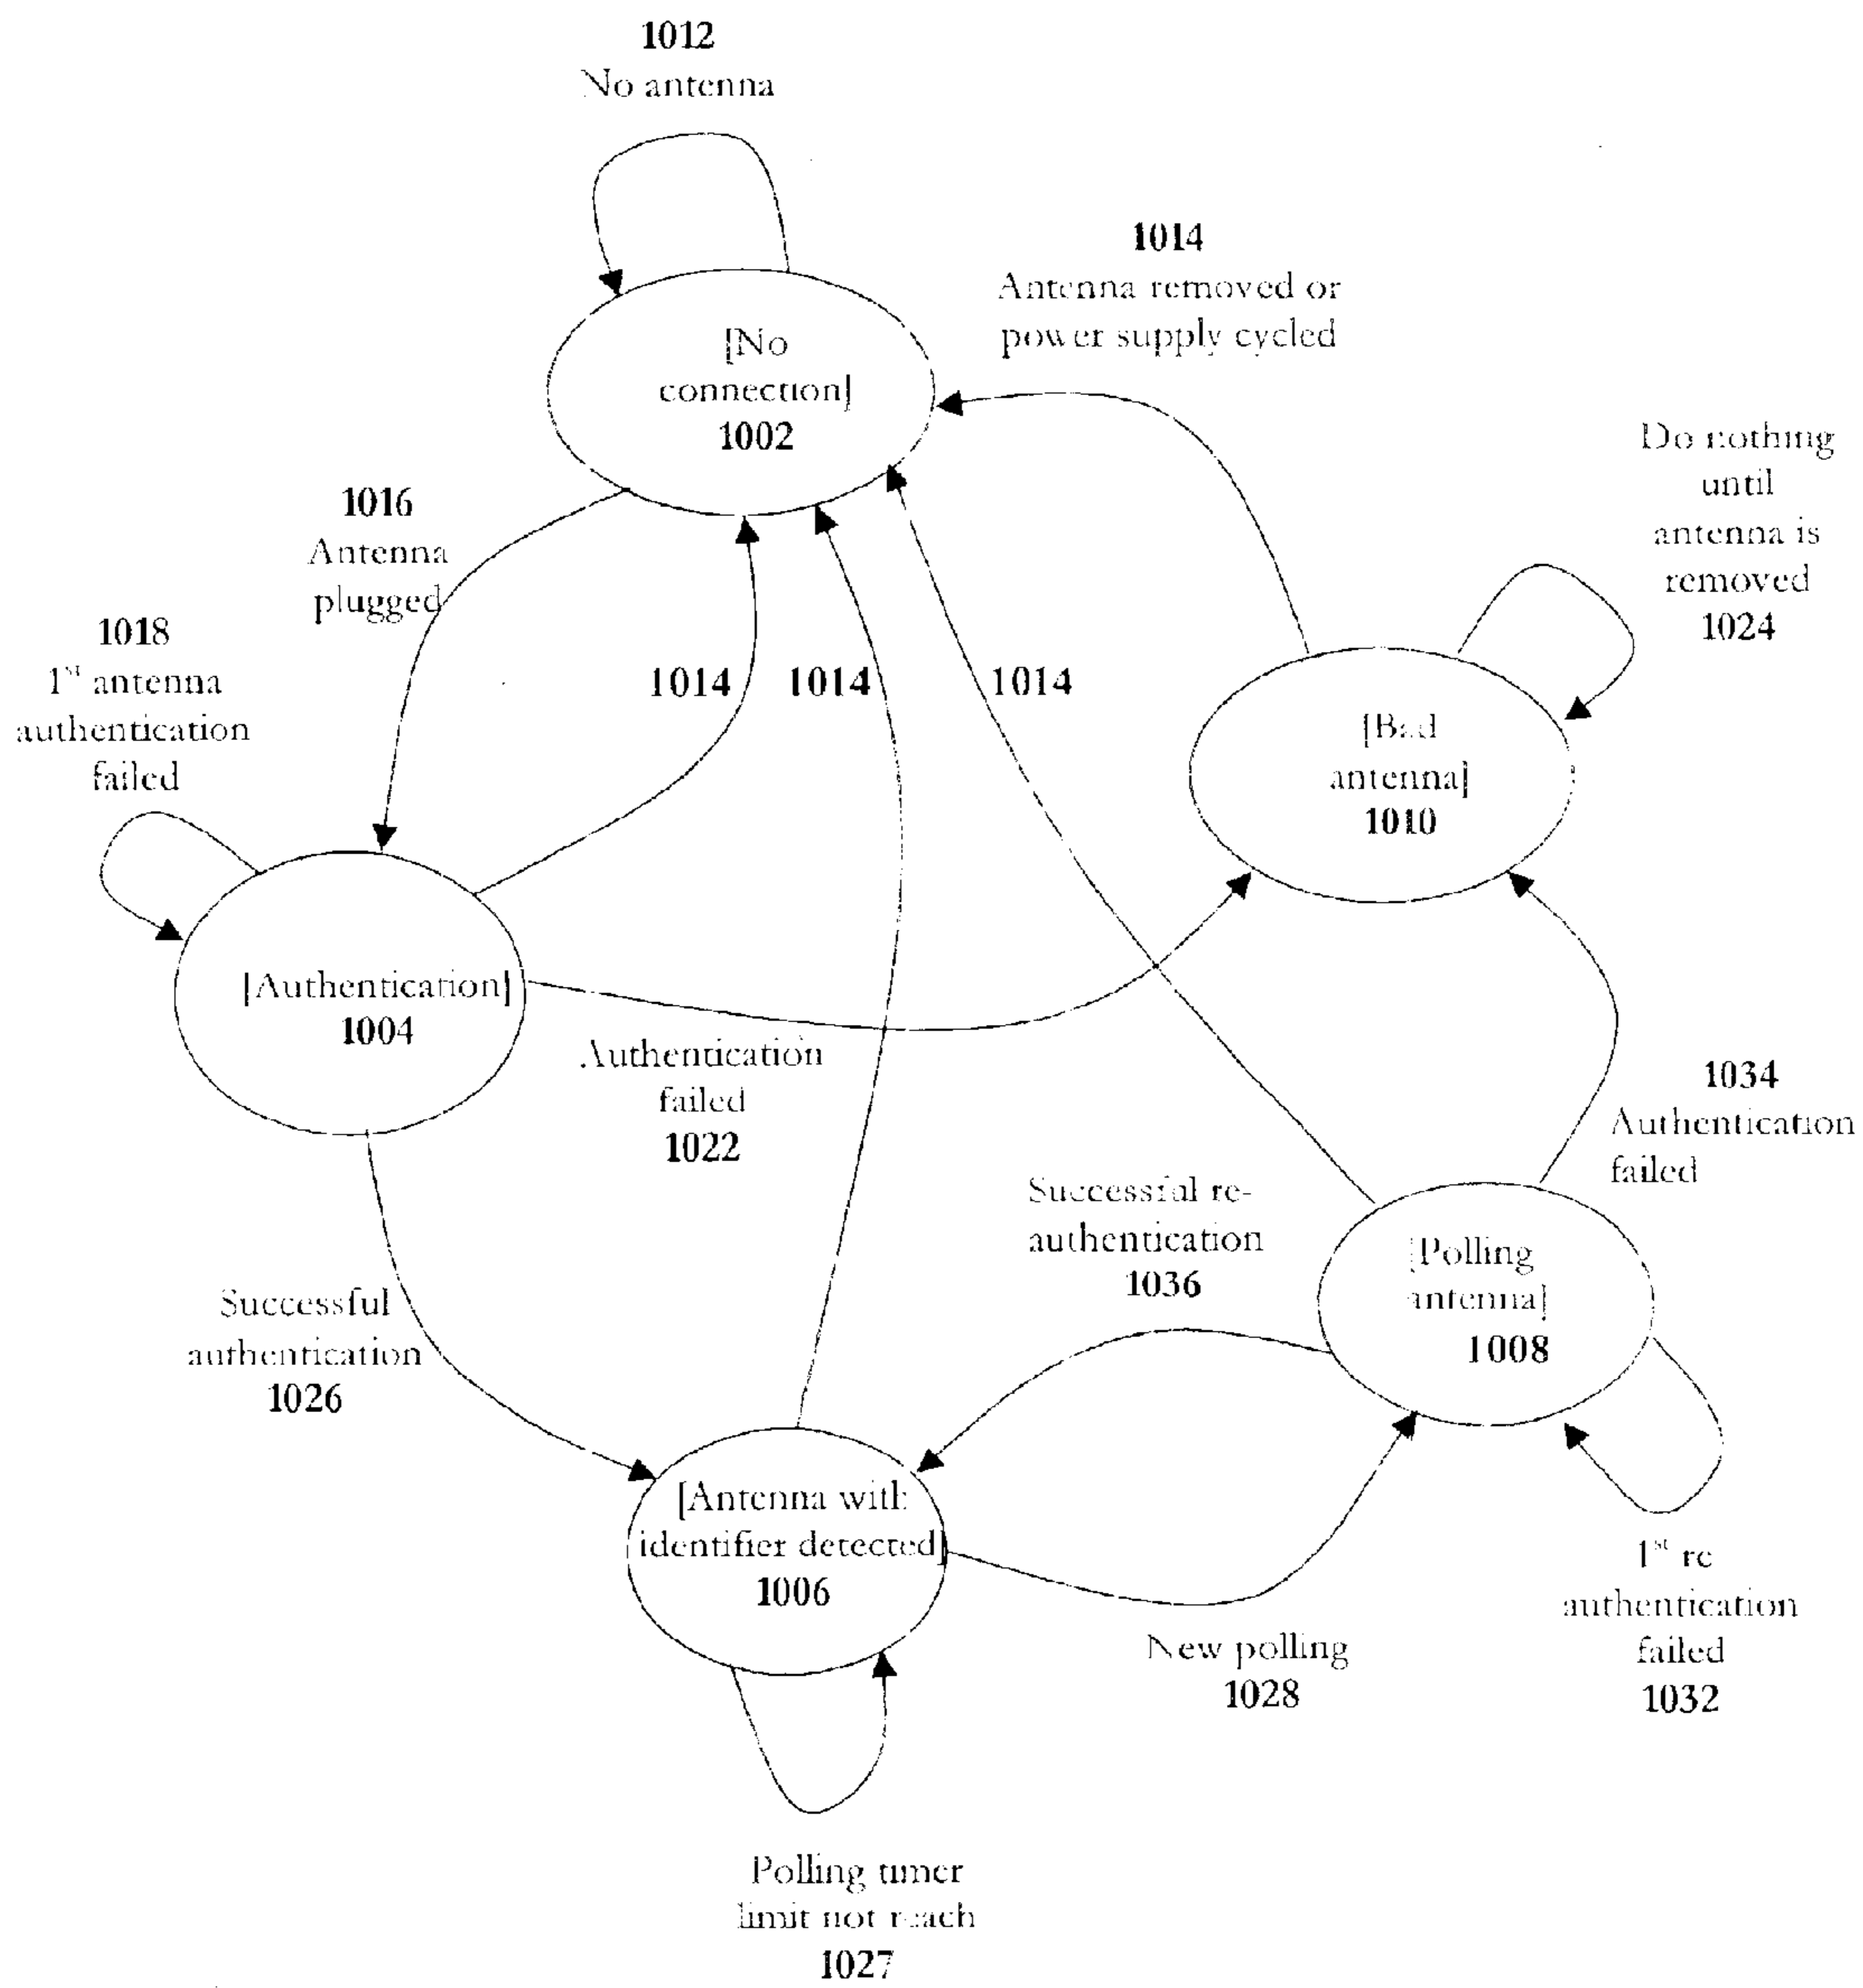 1012
No antenna
1014
Antenna removed or
power supply cycled
[No
connection]
1002
Do nothing
until
antenna is
removed
1024
1016
Antenna
plugged
1018
1st antenna
authentication
failed
1014
1014
1014
[Bad
antenna]
1010
[Authentication]
1004
Authentication
failed
1022
1034
Authentication
failed
Successful re-
authentication
1036
[Polling
antenna]
1008
Successful
authentication
1026
[Antenna with
identifier detected]
1006
New polling
1028
1st re
authentication
failed
1032
Polling timer
limit not reach
1027